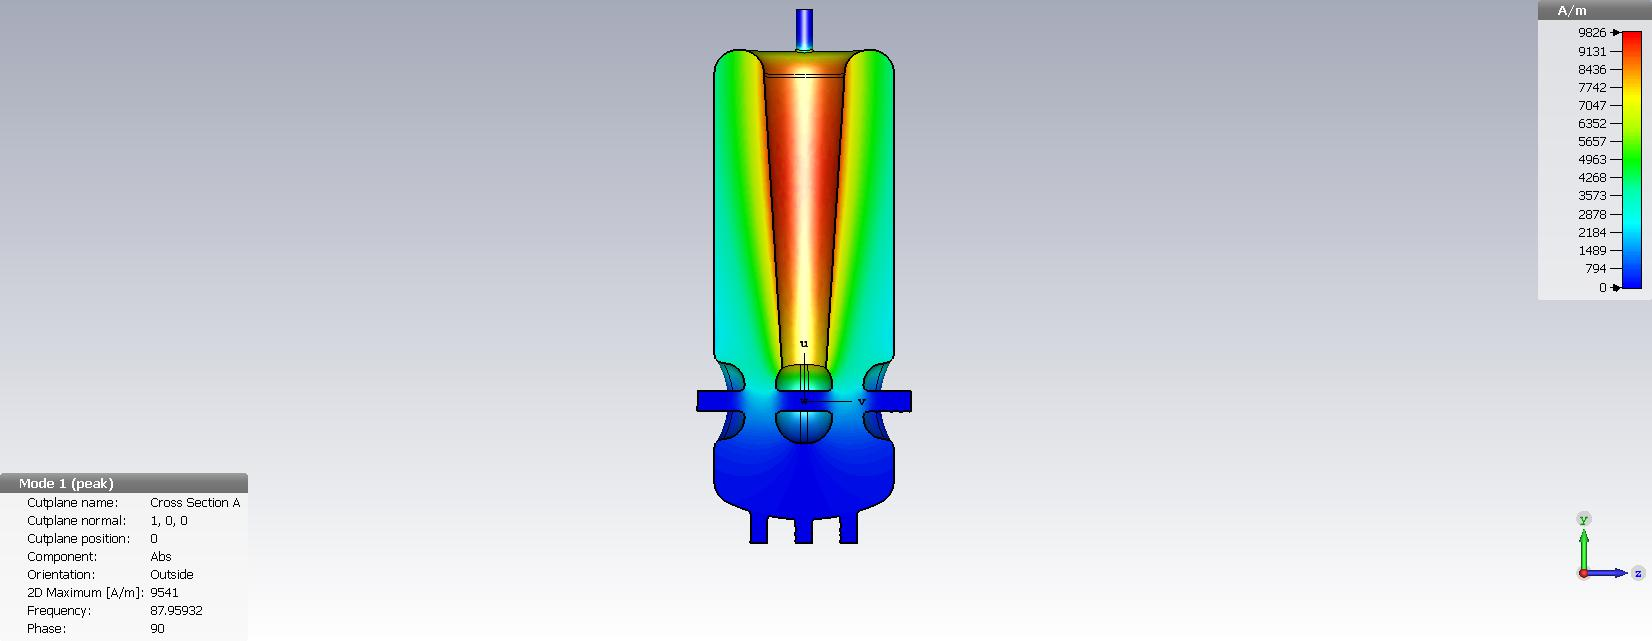 A/m
9826
9131
8436
7742
7047
6352
5657
4963
4268
3573
2878
2184
1489
794
0
u
v
Mode 1 (peak)
Cutplane name: Cross Section A
Cutplane normal: 1, 0, 0
Cutplane position: 0
Component: Abs
Orientation: Outside
2D Maximum [A/m]: 9541
Frequency: 87.95932
Phase: 90
y
z